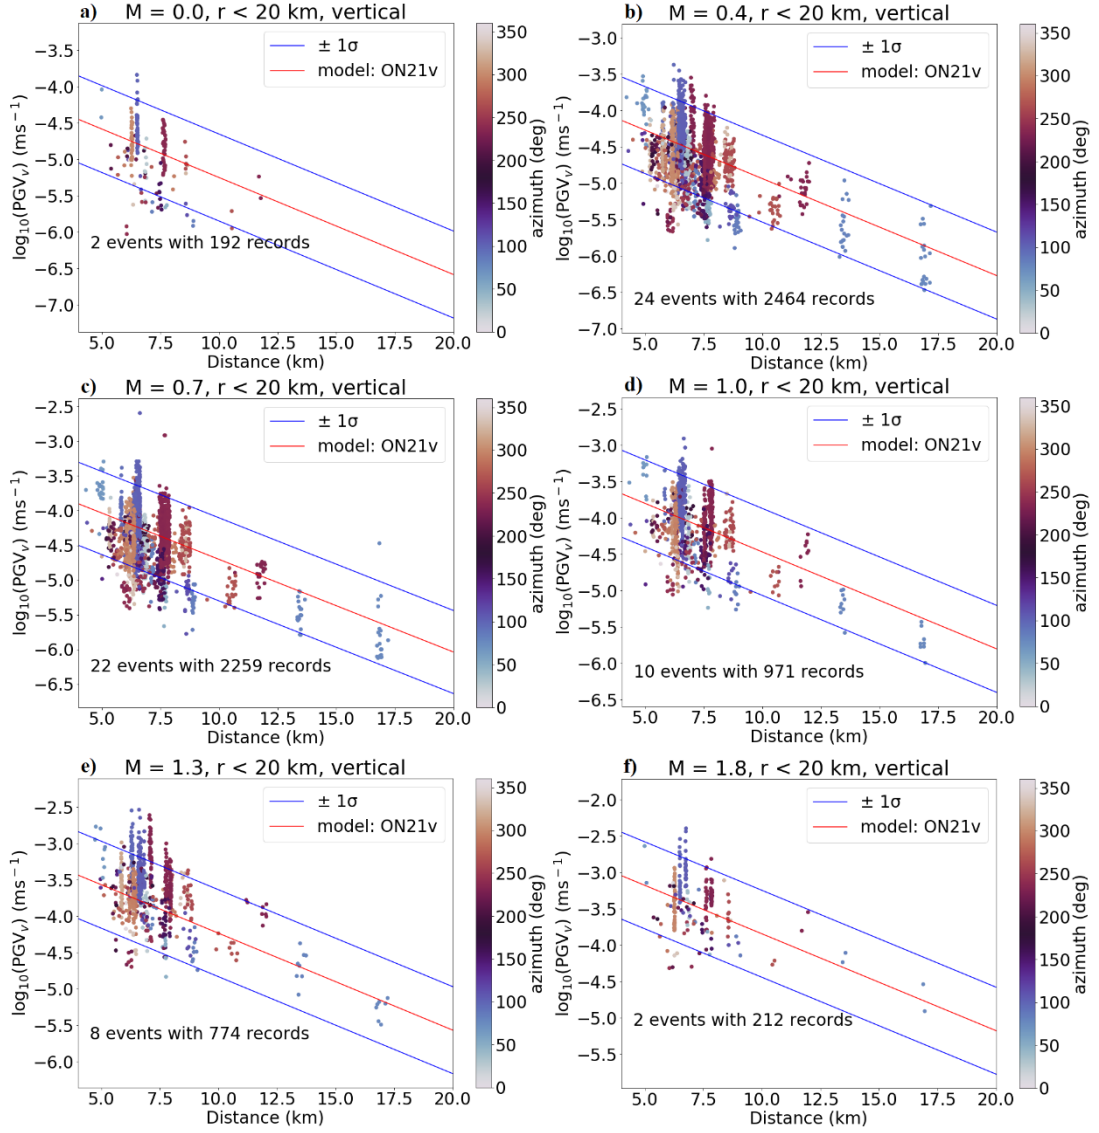 a) M = 0.0, r < 20 km, vertical
± 1σ
model: ON21v
2 events with 192 records
log₁₀(PGVᵥ) (ms⁻¹)
−3.5
−4.0
−4.5
−5.0
−5.5
−6.0
−6.5
−7.0
5.0 7.5 10.0 12.5 15.0 17.5 20.0
Distance (km)
350
300
250
200
150
100
50
0
azimuth (deg)
b) M = 0.4, r < 20 km, vertical
± 1σ
model: ON21v
24 events with 2464 records
log₁₀(PGVᵥ) (ms⁻¹)
−3.0
−3.5
−4.0
−4.5
−5.0
−5.5
−6.0
−6.5
−7.0
5.0 7.5 10.0 12.5 15.0 17.5 20.0
Distance (km)
350
300
250
200
150
100
50
0
azimuth (deg)
c) M = 0.7, r < 20 km, vertical
± 1σ
model: ON21v
22 events with 2259 records
log₁₀(PGVᵥ) (ms⁻¹)
−2.5
−3.0
−3.5
−4.0
−4.5
−5.0
−5.5
−6.0
−6.5
5.0 7.5 10.0 12.5 15.0 17.5 20.0
Distance (km)
350
300
250
200
150
100
50
0
azimuth (deg)
d) M = 1.0, r < 20 km, vertical
± 1σ
model: ON21v
10 events with 971 records
log₁₀(PGVᵥ) (ms⁻¹)
−2.5
−3.0
−3.5
−4.0
−4.5
−5.0
−5.5
−6.0
−6.5
5.0 7.5 10.0 12.5 15.0 17.5 20.0
Distance (km)
350
300
250
200
150
100
50
0
azimuth (deg)
e) M = 1.3, r < 20 km, vertical
± 1σ
model: ON21v
8 events with 774 records
log₁₀(PGVᵥ) (ms⁻¹)
−2.5
−3.0
−3.5
−4.0
−4.5
−5.0
−5.5
−6.0
5.0 7.5 10.0 12.5 15.0 17.5 20.0
Distance (km)
350
300
250
200
150
100
50
0
azimuth (deg)
f) M = 1.8, r < 20 km, vertical
± 1σ
model: ON21v
2 events with 212 records
log₁₀(PGVᵥ) (ms⁻¹)
−2.0
−2.5
−3.0
−3.5
−4.0
−4.5
−5.0
−5.5
5.0 7.5 10.0 12.5 15.0 17.5 20.0
Distance (km)
350
300
250
200
150
100
50
0
azimuth (deg)